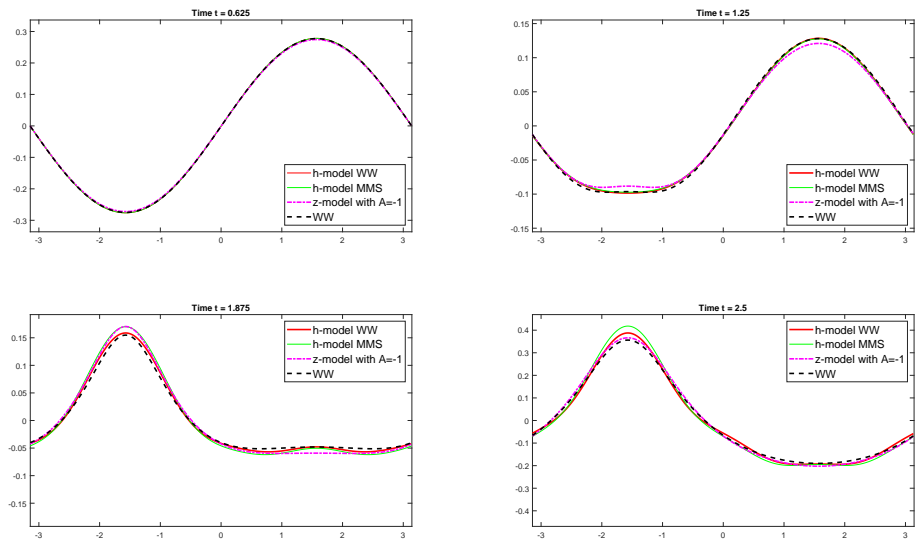 Time t = 0.625
0.3
0.2
0.1
0
-0.1
-0.2
-0.3
-3
-2
-1
0
1
2
3
h-model WW
h-model MMS
z-model with A=-1
WW
Time t = 1.25
0.15
0.1
0.05
0
-0.05
-0.1
-0.15
-3
-2
-1
0
1
2
3
h-model WW
h-model MMS
z-model with A=-1
WW
Time t = 1.875
0.15
0.1
0.05
0
-0.05
-0.1
-0.15
-3
-2
-1
0
1
2
3
h-model WW
h-model MMS
z-model with A=-1
WW
Time t = 2.5
0.4
0.3
0.2
0.1
0
-0.1
-0.2
-0.3
-0.4
-3
-2
-1
0
1
2
3
h-model WW
h-model MMS
z-model with A=-1
WW